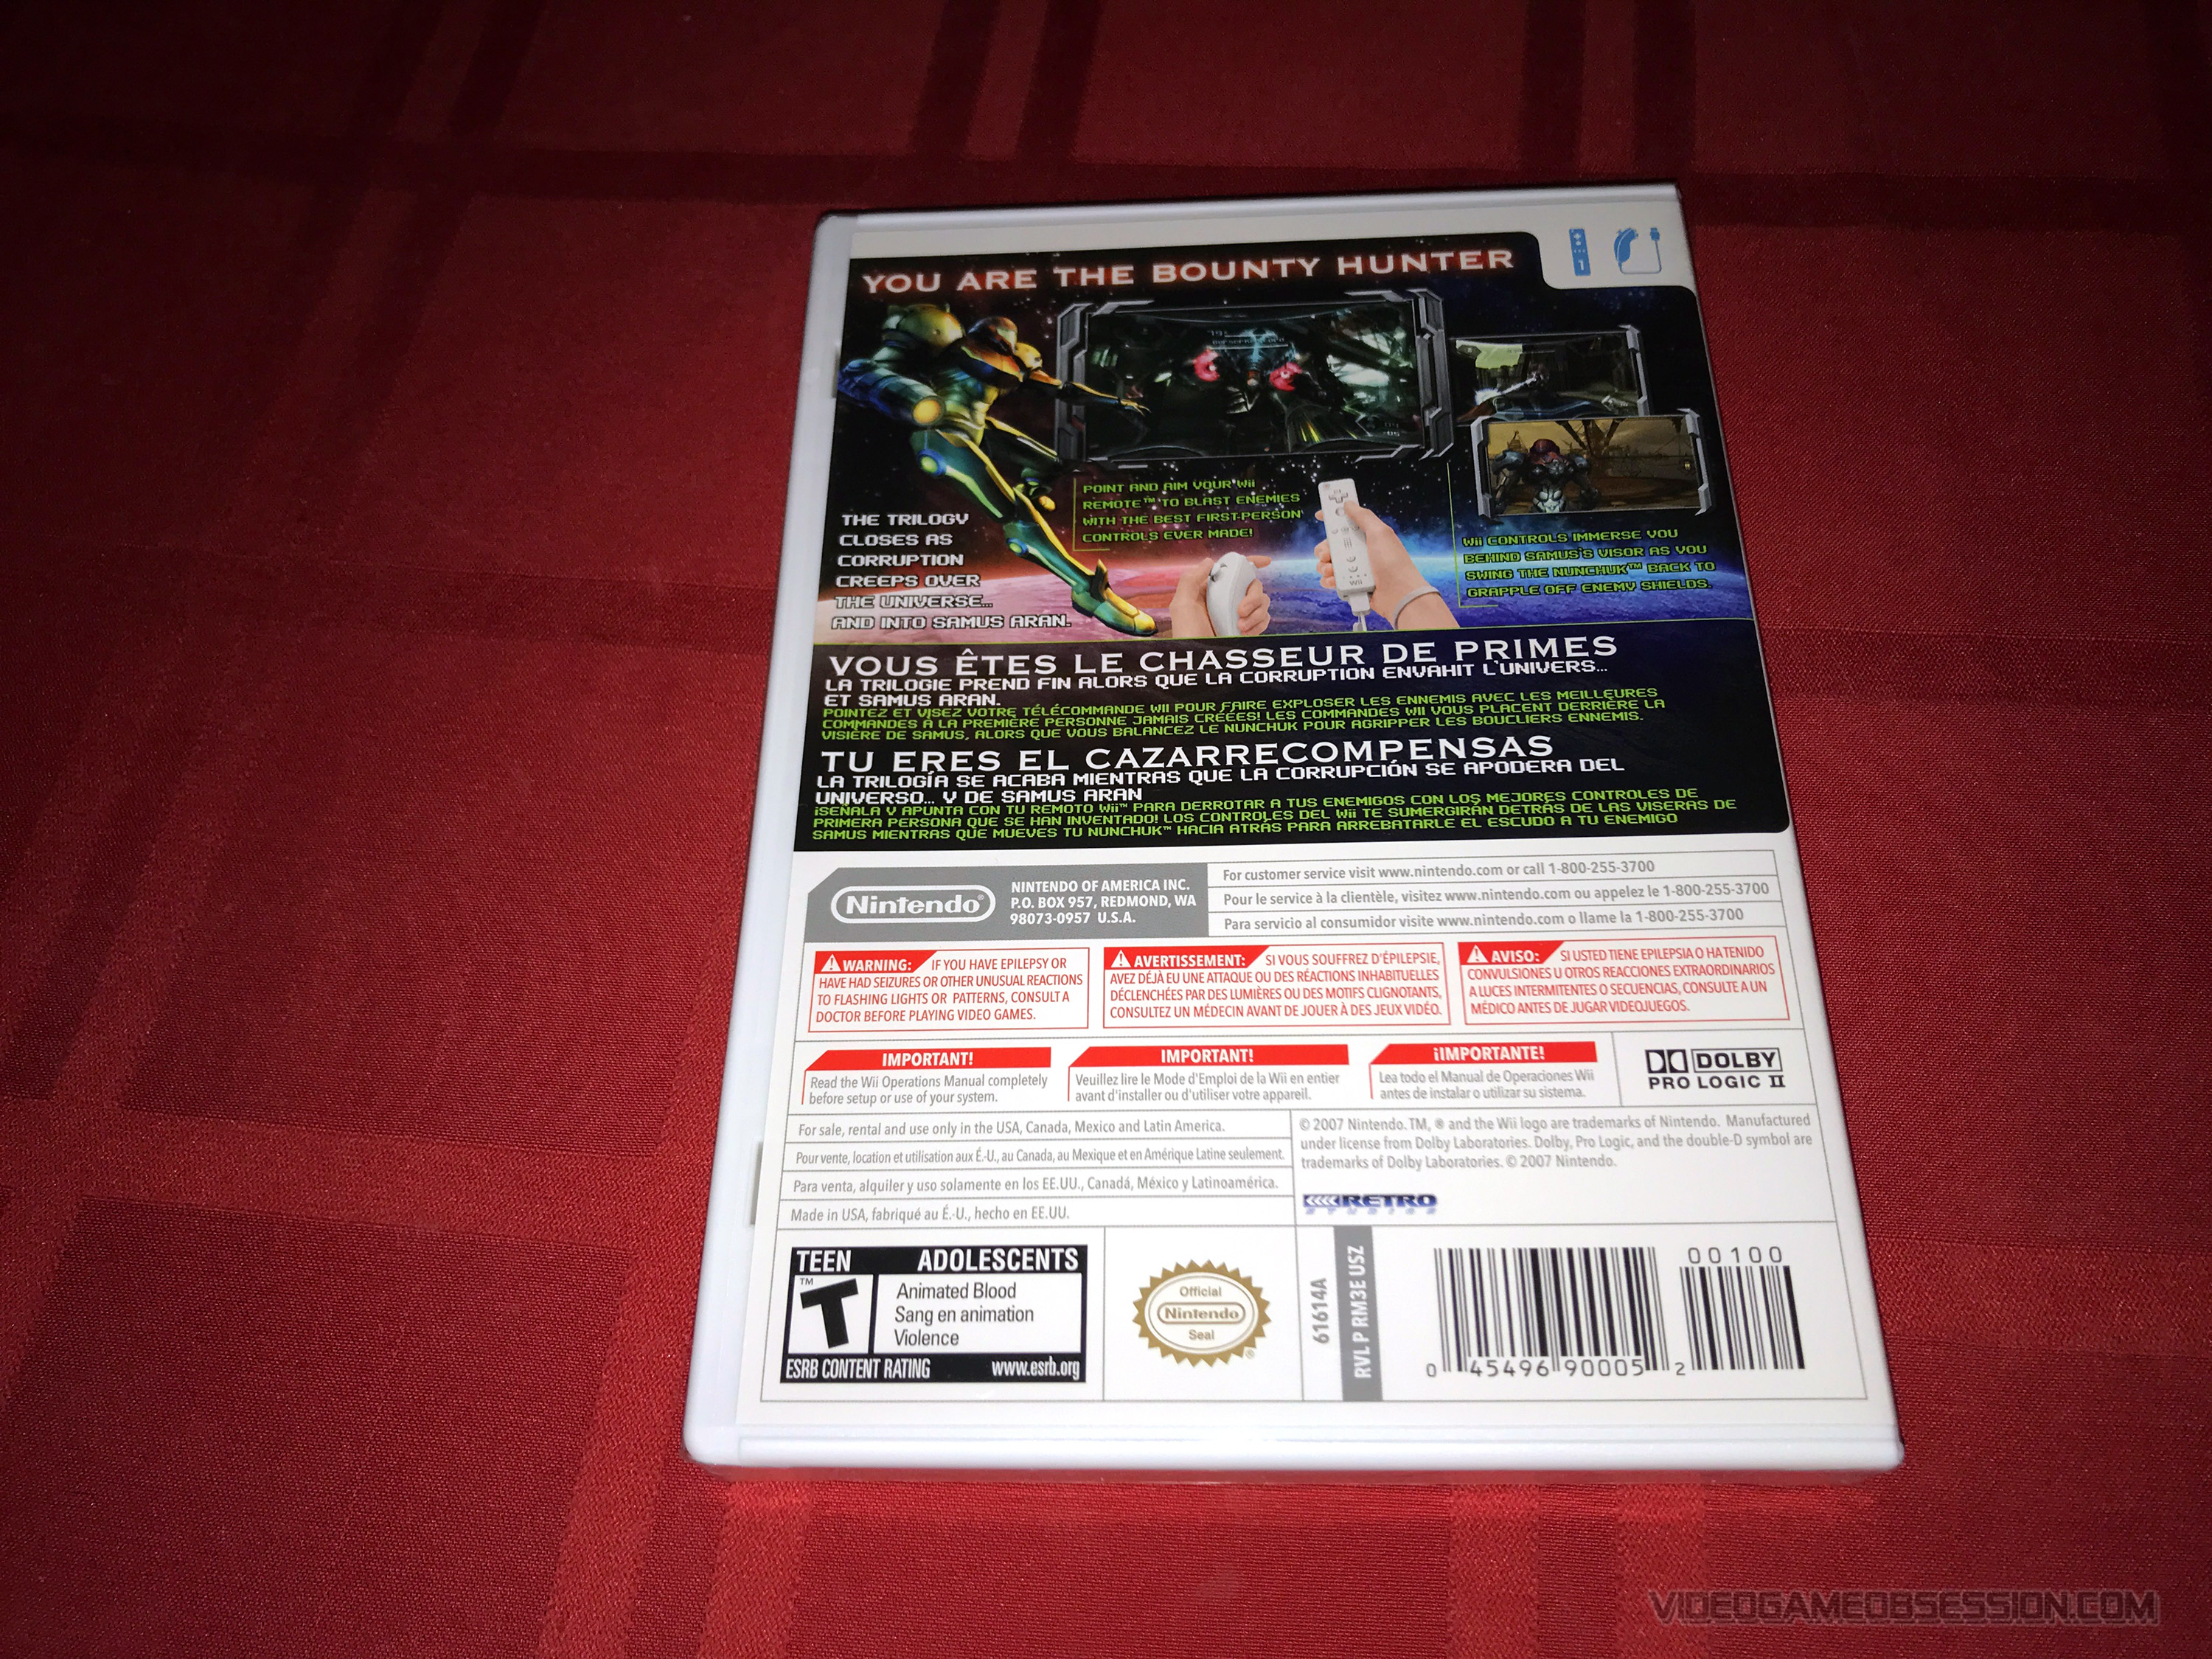 YOU ARE THE BOUNTY HUNTER
1
THE TRILOGY
CLOSES AS
CORRUPTION
CREEPS OVER
THE UNIVERSE...
AND INTO SAMUS ARAN.
POINT AND AIM YOUR Wii
REMOTE™ TO BLAST ENEMIES
WITH THE BEST FIRST-PERSON
CONTROLS EVER MADE!
Wii CONTROLS IMMERSE YOU
BEHIND SAMUS'S VISOR AS YOU
SWING THE NUNCHUK™ BACK TO
GRAPPLE OFF ENEMY SHIELDS.
VOUS ÊTES LE CHASSEUR DE PRIMES
LA TRILOGIE PREND FIN ALORS QUE LA CORRUPTION ENVAHIT L'UNIVERS...
ET SAMUS ARAN.
POINTEZ ET VISEZ VOTRE TÉLÉCOMMANDE WII POUR FAIRE EXPLOSER LES ENNEMIS AVEC LES MEILLEURES
COMMANDES À LA PREMIÈRE PERSONNE JAMAIS CRÉÉES! LES COMMANDES WII VOUS PLACENT DERRIÈRE LA
VISIÈRE DE SAMUS, ALORS QUE VOUS BALANCEZ LE NUNCHUK POUR AGRIPPER LES BOUCLIERS ENNEMIS.
TU ERES EL CAZARRECOMPENSAS
LA TRILOGÍA SE ACABA MIENTRAS QUE LA CORRUPCIÓN SE APODERA DEL
UNIVERSO... Y DE SAMUS ARAN
¡SEÑALA Y APUNTA CON TU REMOTO Wii™ PARA DERROTAR A TUS ENEMIGOS CON LOS MEJORES CONTROLES DE
PRIMERA PERSONA QUE SE HAN INVENTADO! LOS CONTROLES DEL Wii TE SUMERGIRÁN DETRÁS DE LAS VISERAS DE
SAMUS MIENTRAS QUE MUEVES TU NUNCHUK™ HACIA ATRÁS PARA ARREBATARLE EL ESCUDO A TU ENEMIGO
Nintendo®
NINTENDO OF AMERICA INC.
P.O. BOX 957, REDMOND, WA
98073-0957 U.S.A.
For customer service visit www.nintendo.com or call 1-800-255-3700
Pour le service à la clientèle, visitez www.nintendo.com ou appelez le 1-800-255-3700
Para servicio al consumidor visite www.nintendo.com o llame la 1-800-255-3700
WARNING: IF YOU HAVE EPILEPSY OR
HAVE HAD SEIZURES OR OTHER UNUSUAL REACTIONS
TO FLASHING LIGHTS OR PATTERNS, CONSULT A
DOCTOR BEFORE PLAYING VIDEO GAMES.
AVERTISSEMENT: SI VOUS SOUFFREZ D'ÉPILEPSIE,
AVEZ DÉJÀ EU UNE ATTAQUE OU DES RÉACTIONS INHABITUELLES
DÉCLENCHÉES PAR DES LUMIÈRES OU DES MOTIFS CLIGNOTANTS,
CONSULTEZ UN MÉDECIN AVANT DE JOUER À DES JEUX VIDÉO.
AVISO: SI USTED TIENE EPILEPSIA O HA TENIDO
CONVULSIONES U OTROS REACCIONES EXTRAORDINARIOS
A LUCES INTERMITENTES O SECUENCIAS, CONSULTE A UN
MÉDICO ANTES DE JUGAR VIDEOJUEGOS.
IMPORTANT!
Read the Wii Operations Manual completely
before setup or use of your system.
IMPORTANT!
Veuillez lire le Mode d'Emploi de la Wii en entier
avant d'installer ou d'utiliser votre appareil.
¡IMPORTANTE!
Lea todo el Manual de Operaciones Wii
antes de instalar o utilizar su sistema.
DOLBY
PRO LOGIC II
For sale, rental and use only in the USA, Canada, Mexico and Latin America.
Pour vente, location et utilisation aux É.-U., au Canada, au Mexique et en Amérique Latine seulement.
Para venta, alquiler y uso solamente en los EE.UU., Canadá, México y Latinoamérica.
Made in USA, fabriqué au É.-U., hecho en EE.UU.
© 2007 Nintendo. TM, ® and the Wii logo are trademarks of Nintendo. Manufactured
under license from Dolby Laboratories. Dolby, Pro Logic, and the double-D symbol are
trademarks of Dolby Laboratories. © 2007 Nintendo.
RETRO
STUDIOS
TEEN ADOLESCENTS
T™
Animated Blood
Sang en animation
Violence
ESRB CONTENT RATING www.esrb.org
Official
Nintendo
Seal®
61614A
RVL P RM3E USZ
00100
0 45496 90005 2
VIDEOGAMEOBSESSION.COM